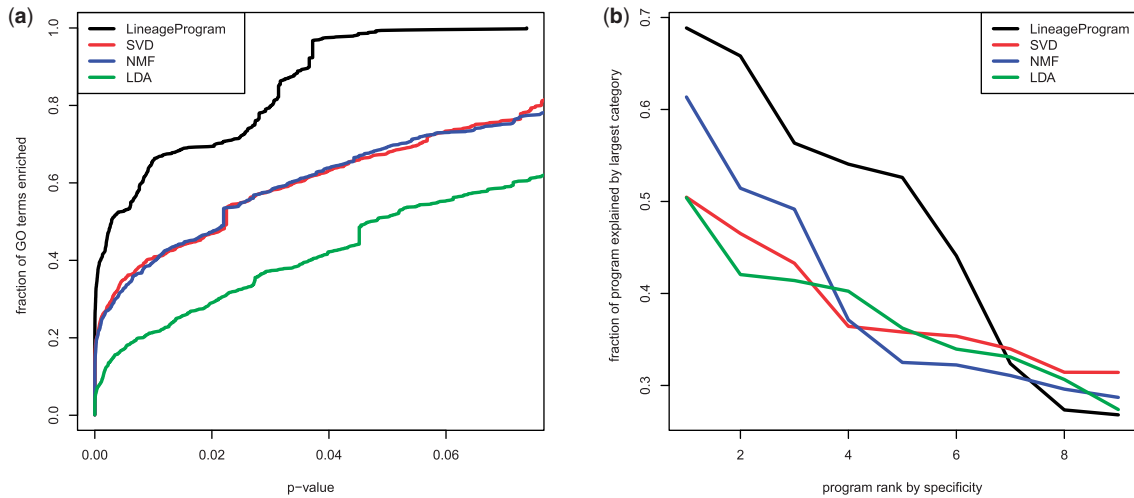 (a)
LineageProgram
SVD
NMF
LDA
fraction of GO terms enriched
1.0
0.8
0.6
0.4
0.2
0.0
0.00 0.02 0.04 0.06
p-value
(b)
LineageProgram
SVD
NMF
LDA
fraction of program explained by largest category
0.7
0.6
0.5
0.4
0.3
2 4 6 8
program rank by specificity